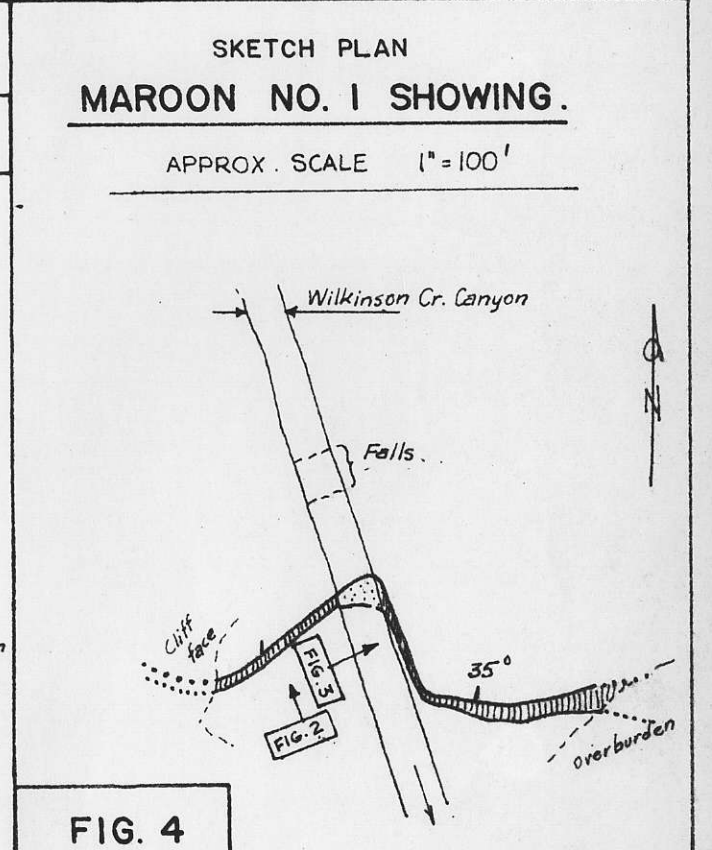 SKETCH PLAN
MAROON NO. 1 SHOWING.
APPROX. SCALE 1" = 100'
Wilkinson Cr. Canyon
N
Falls.
Cliff
face
FIG. 3
FIG. 2
35°
overburden
FIG. 4